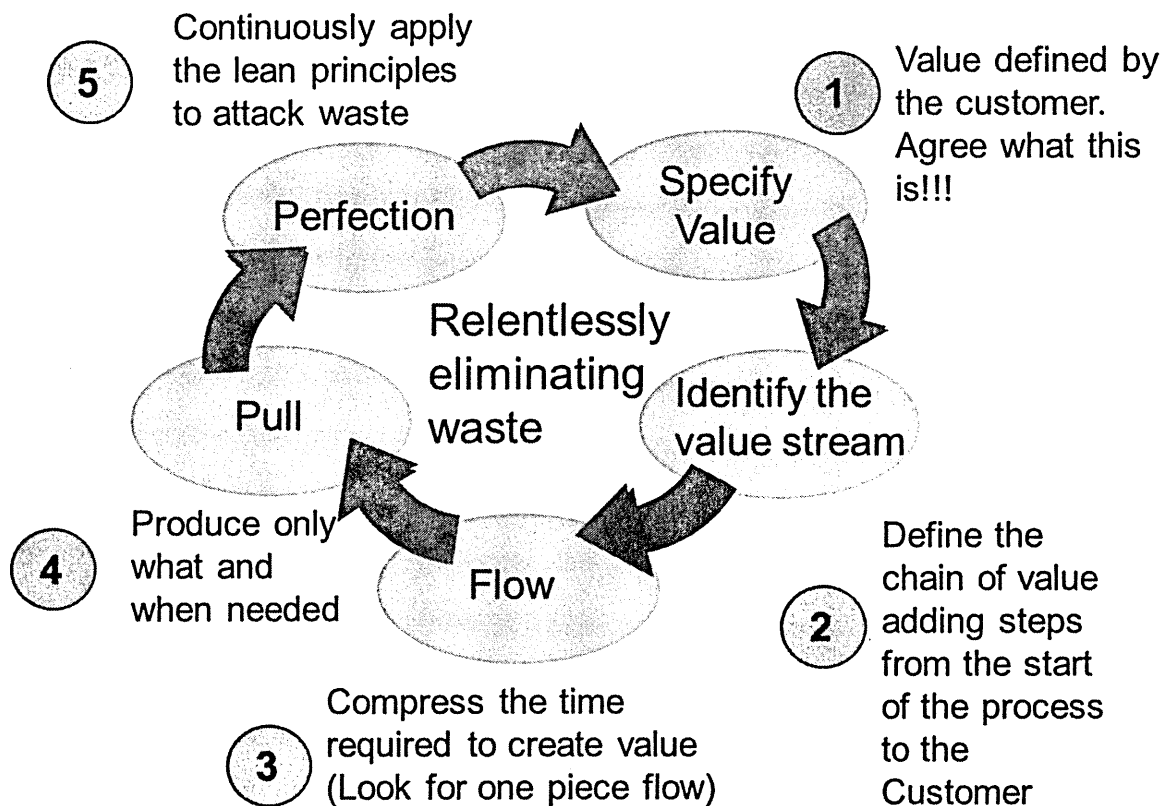 1
Value defined by
the customer.
Agree what this
is!!!
Specify
Value
Identify the
value stream
2
Define the
chain of value
adding steps
from the start
of the process
to the
Customer
Flow
3
Compress the time
required to create value
(Look for one piece flow)
Pull
4
Produce only
what and
when needed
Perfection
5
Continuously apply
the lean principles
to attack waste
Relentlessly
eliminating
waste